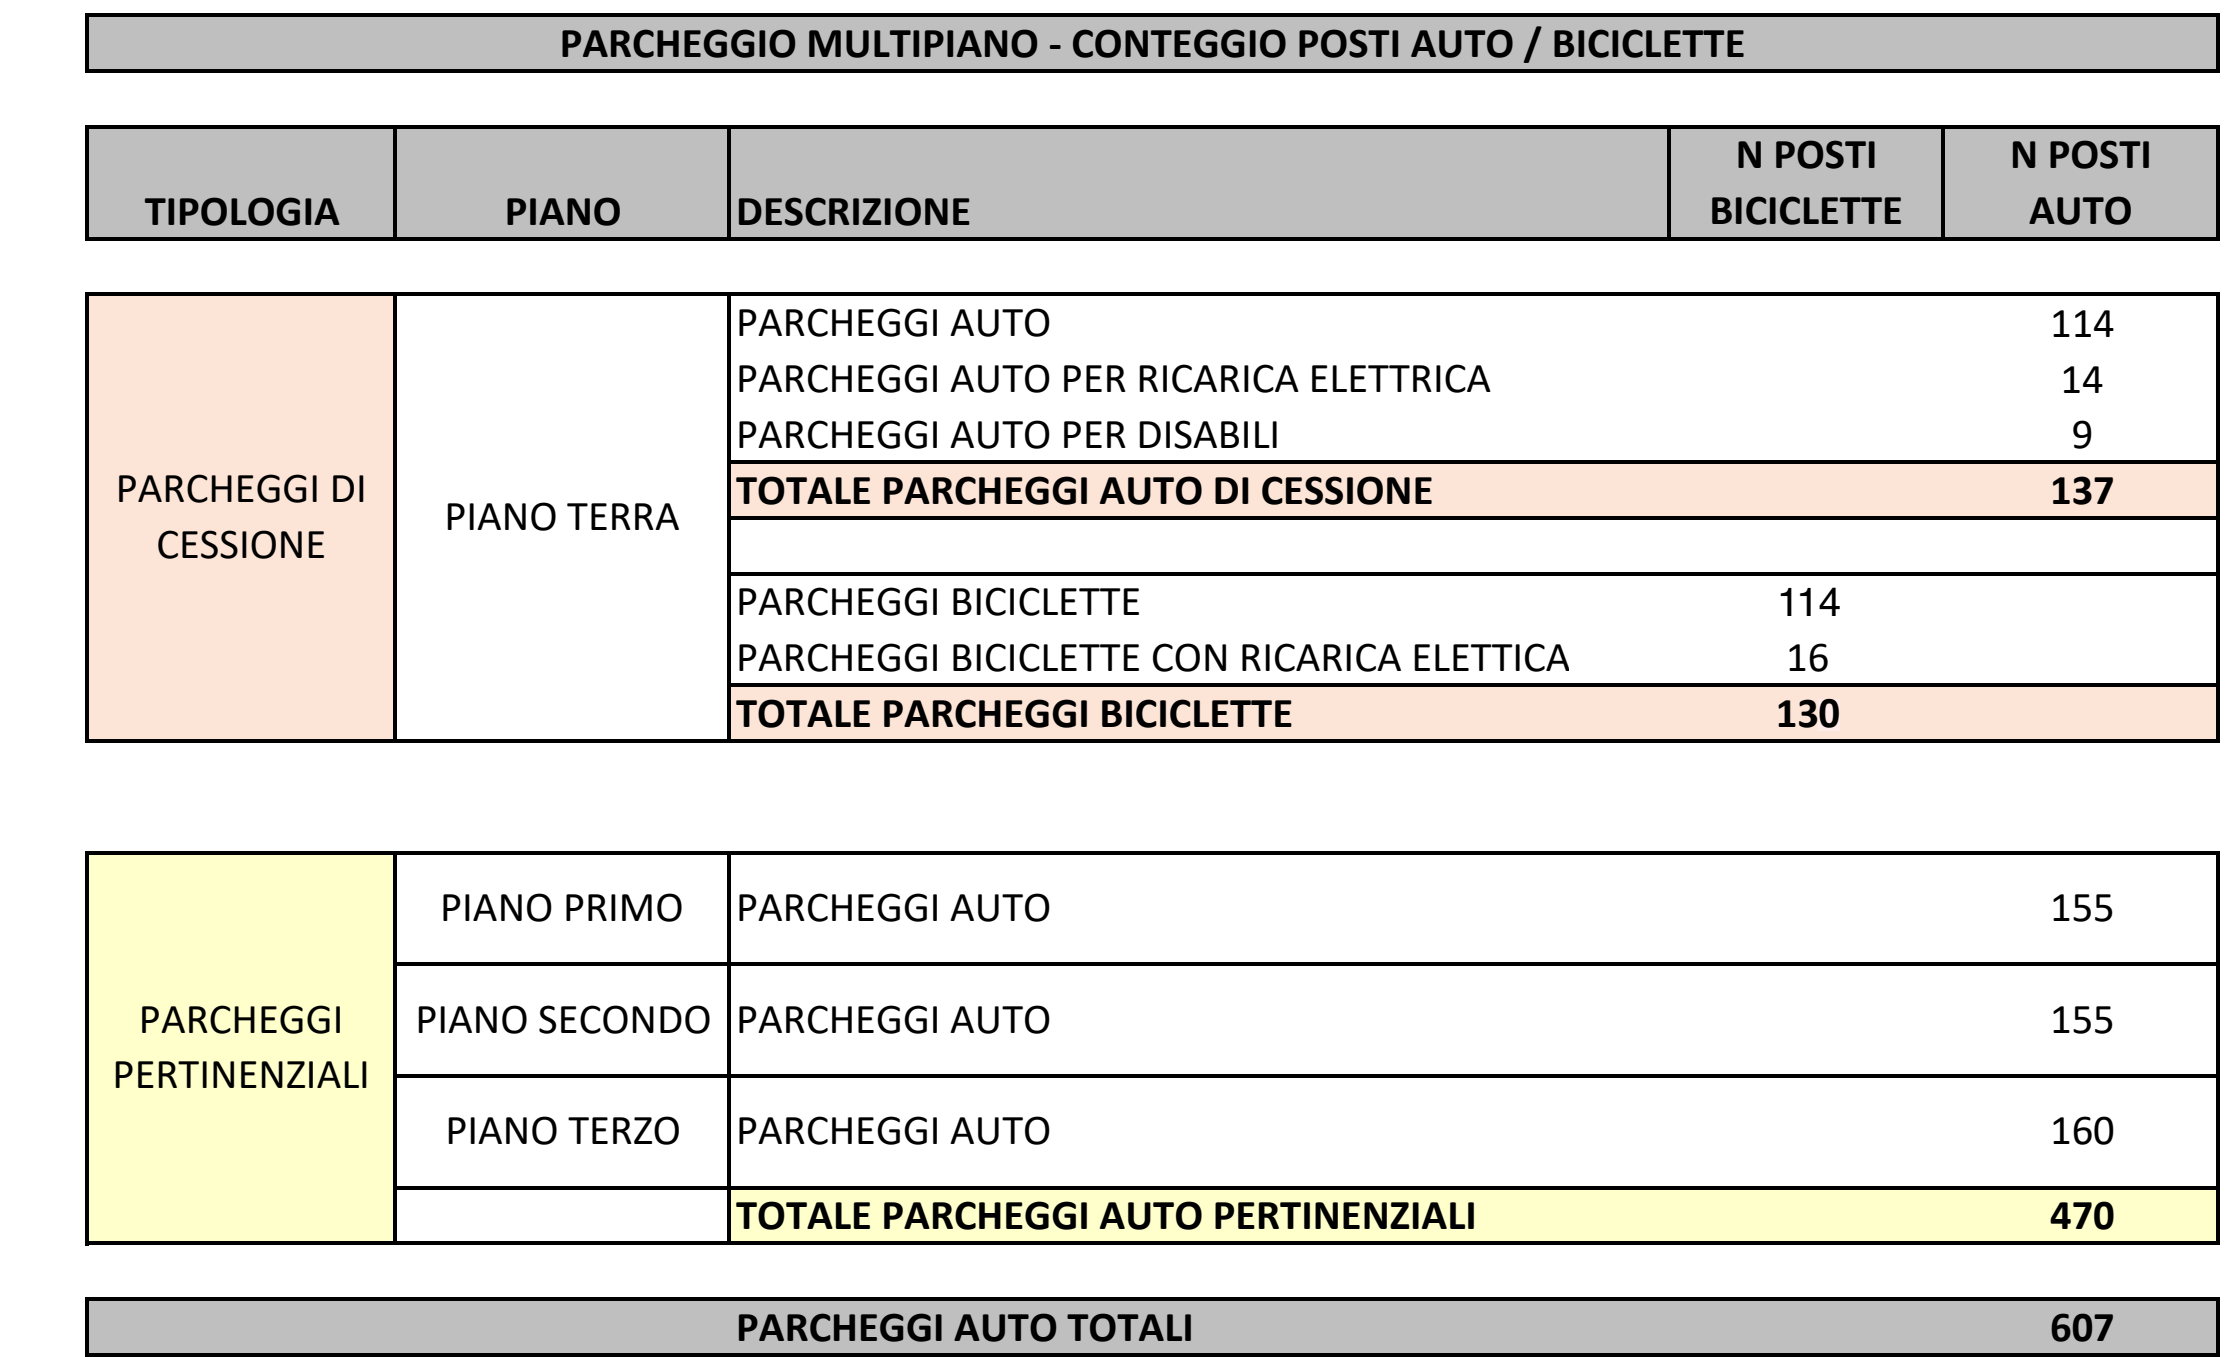 PARCHEGGIO MULTIPIANO - CONTEGGIO POSTI AUTO / BICICLETTE
TIPOLOGIA PIANO DESCRIZIONE N POSTI BICICLETTE N POSTI AUTO
PARCHEGGI DI CESSIONE
PIANO TERRA
PARCHEGGI AUTO 114
PARCHEGGI AUTO PER RICARICA ELETTRICA 14
PARCHEGGI AUTO PER DISABILI 9
TOTALE PARCHEGGI AUTO DI CESSIONE 137
PARCHEGGI BICICLETTE 114
PARCHEGGI BICICLETTE CON RICARICA ELETTICA 16
TOTALE PARCHEGGI BICICLETTE 130
PARCHEGGI PERTINENZIALI
PIANO PRIMO PARCHEGGI AUTO 155
PIANO SECONDO PARCHEGGI AUTO 155
PIANO TERZO PARCHEGGI AUTO 160
TOTALE PARCHEGGI AUTO PERTINENZIALI 470
PARCHEGGI AUTO TOTALI 607